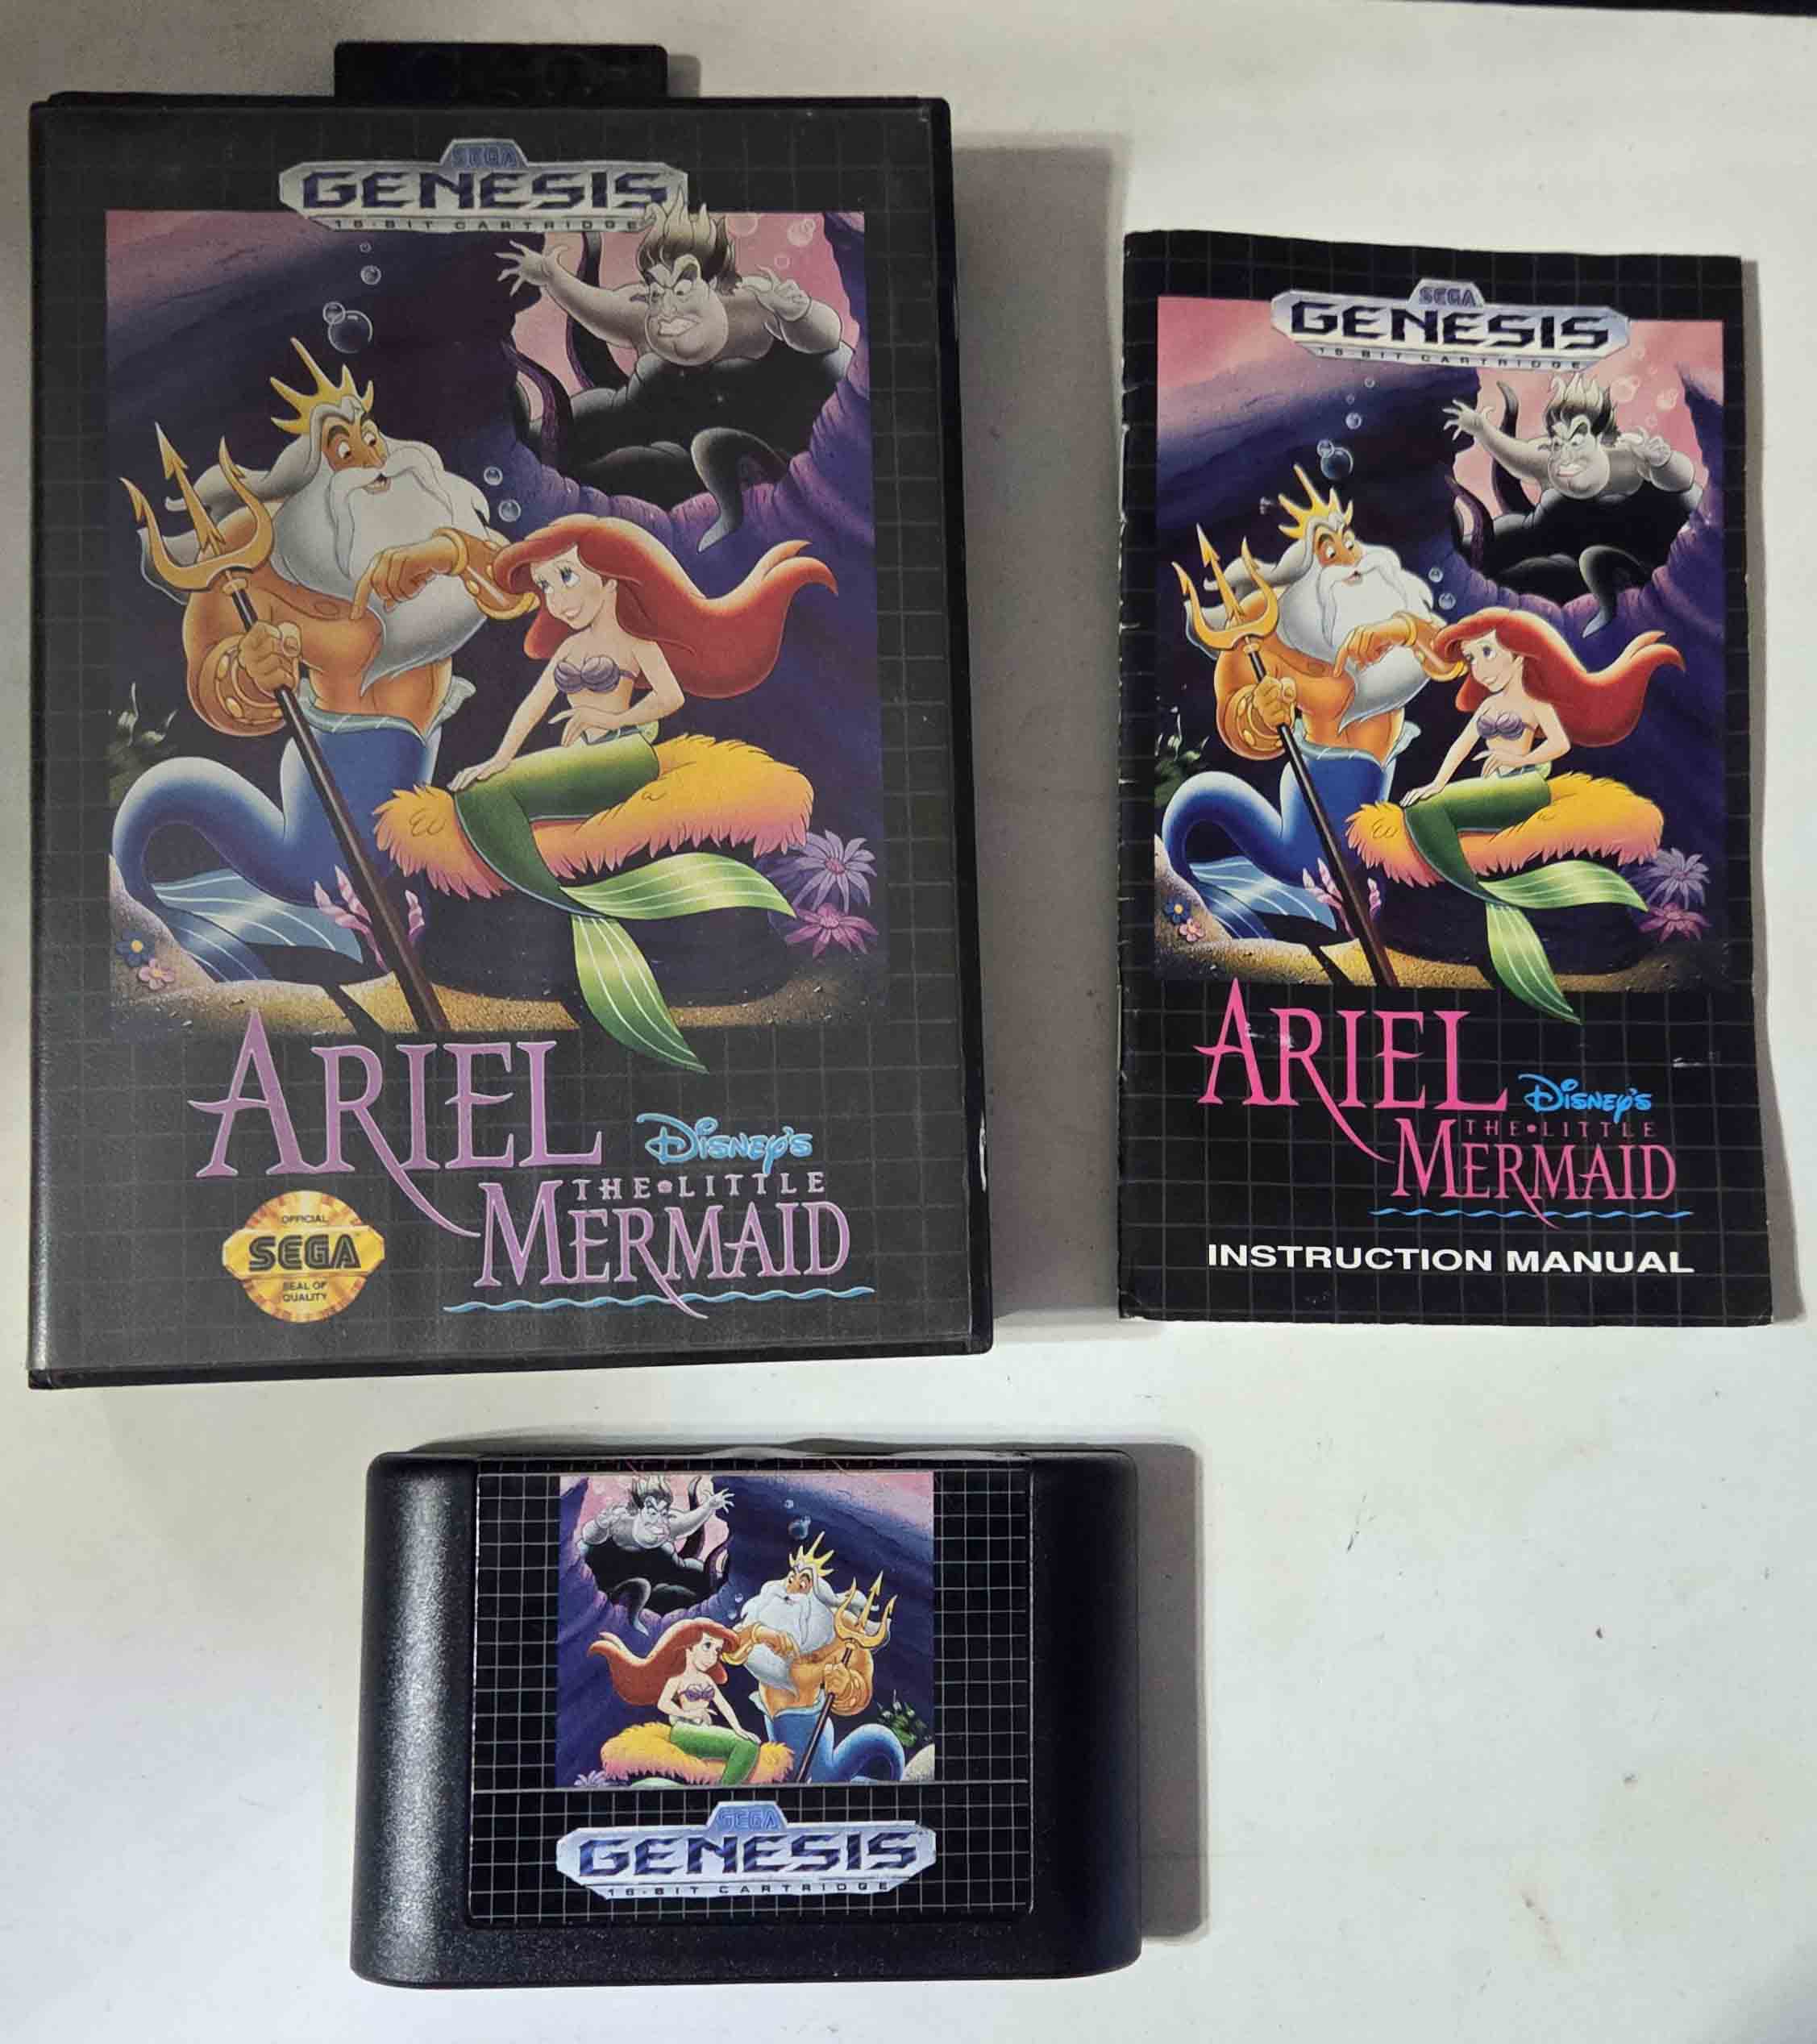 SEGA
GENESIS
16-BIT CARTRIDGE
ARIEL
DISNEY'S
THE LITTLE
MERMAID
OFFICIAL
SEGA
SEAL OF
QUALITY
SEGA
GENESIS
16-BIT CARTRIDGE
ARIEL
DISNEY'S
THE LITTLE
MERMAID
INSTRUCTION MANUAL
SEGA
GENESIS
16-BIT CARTRIDGE